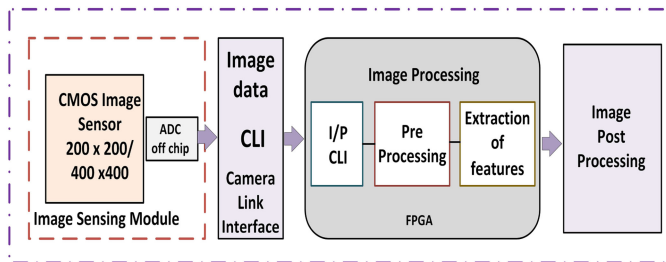 CMOS Image
Sensor
200 x 200/
400 x400
ADC
off chip
Image Sensing Module
Image
data
CLI
Camera
Link
Interface
Image Processing
I/P
CLI
Pre
Processing
Extraction
of
features
FPGA
Image
Post
Processing